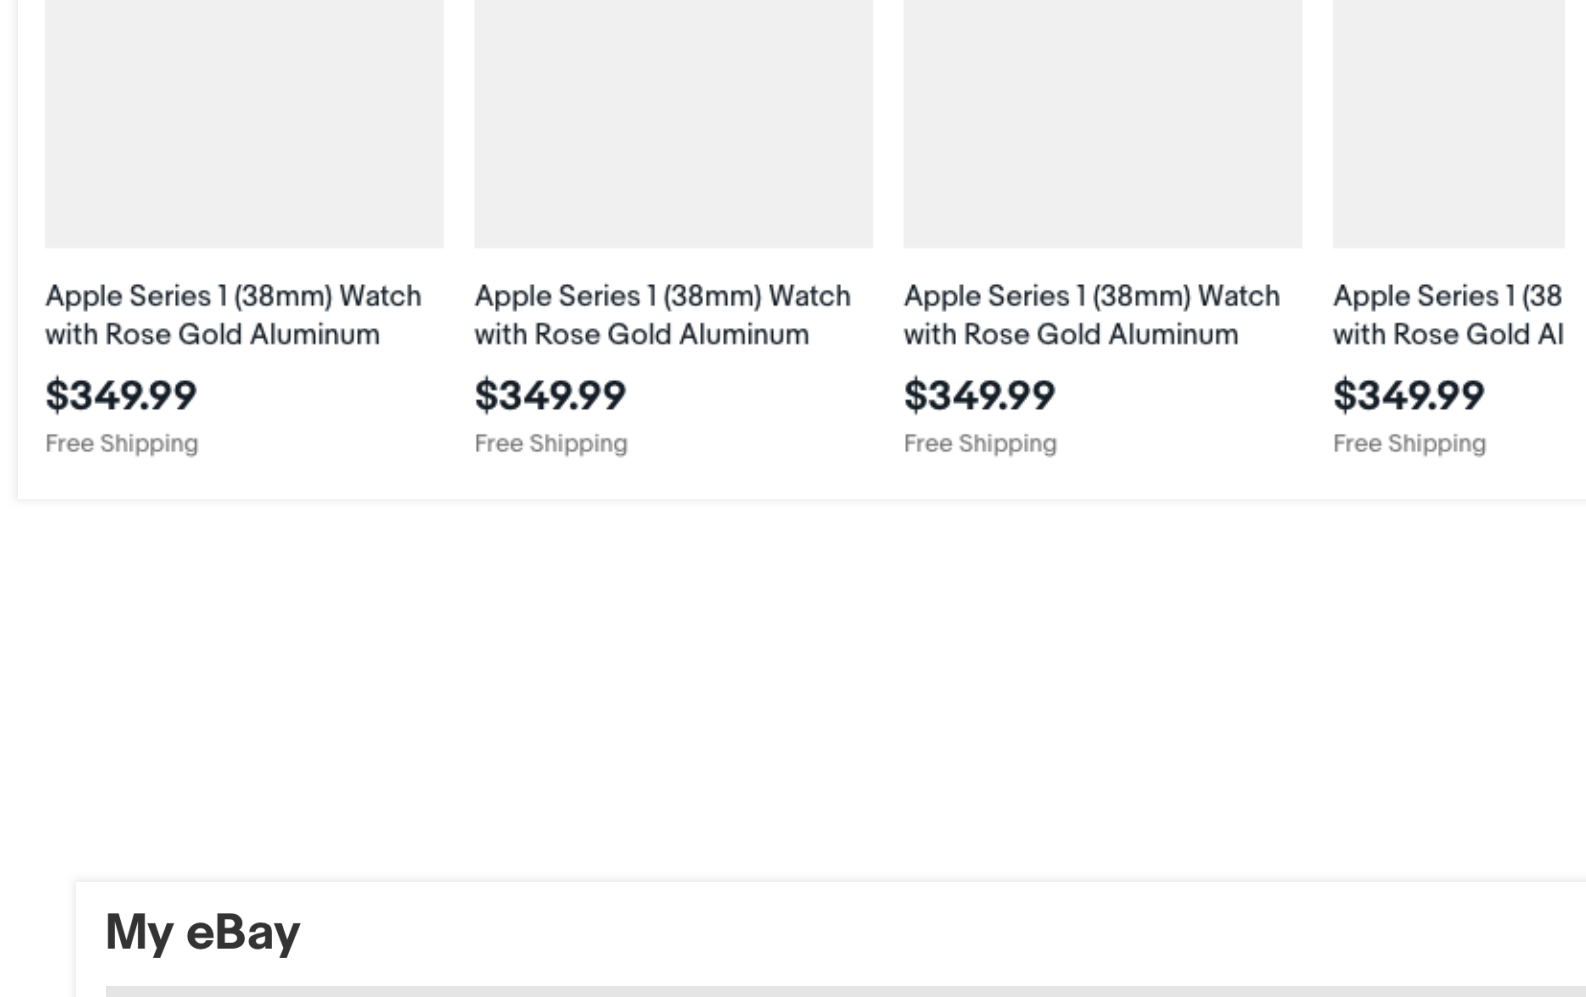 Apple Series 1 (38mm) Watch
with Rose Gold Aluminum
$349.99
Free Shipping
Apple Series 1 (38mm) Watch
with Rose Gold Aluminum
$349.99
Free Shipping
Apple Series 1 (38mm) Watch
with Rose Gold Aluminum
$349.99
Free Shipping
Apple Series 1 (38
with Rose Gold Al
$349.99
Free Shipping
My eBay